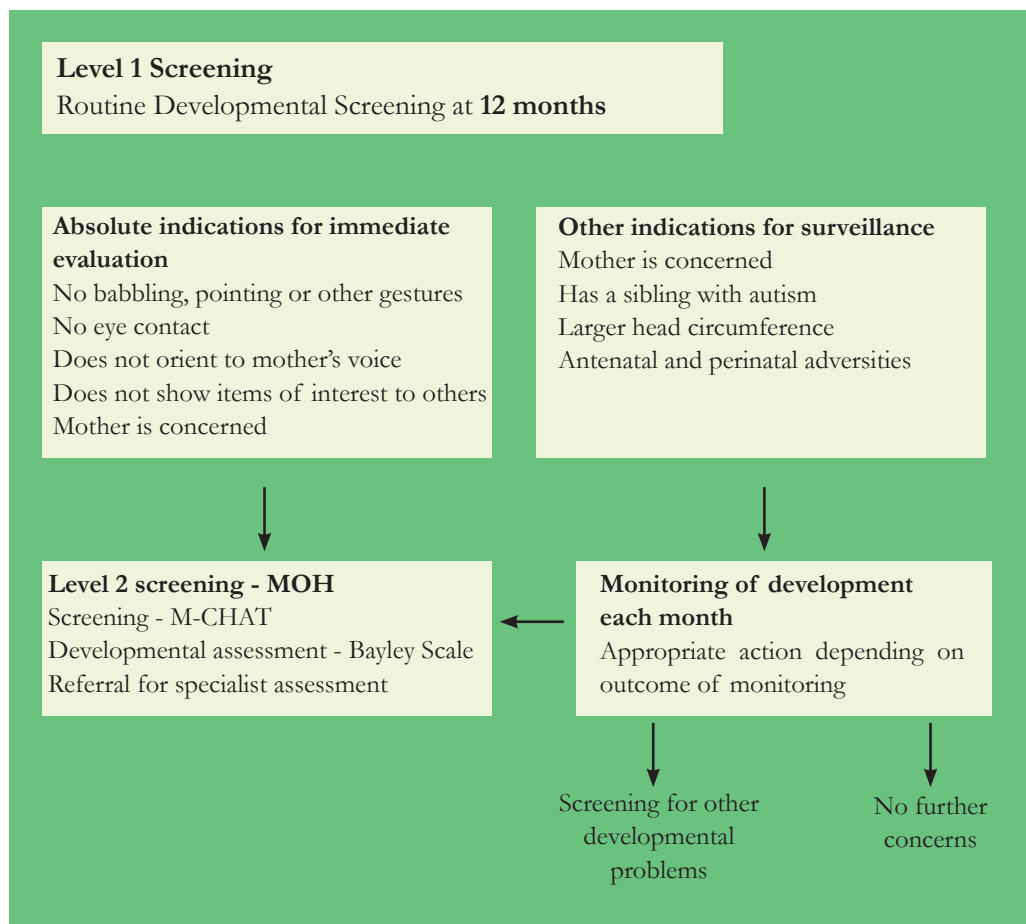 Level 1 Screening
Routine Developmental Screening at 12 months
Absolute indications for immediate
evaluation
No babbling, pointing or other gestures
No eye contact
Does not orient to mother's voice
Does not show items of interest to others
Mother is concerned
Other indications for surveillance
Mother is concerned
Has a sibling with autism
Larger head circumference
Antenatal and perinatal adversities
Level 2 screening - MOH
Screening - M-CHAT
Developmental assessment - Bayley Scale
Referral for specialist assessment
Monitoring of development
each month
Appropriate action depending on
outcome of monitoring
Screening for other
developmental
problems
No further
concerns